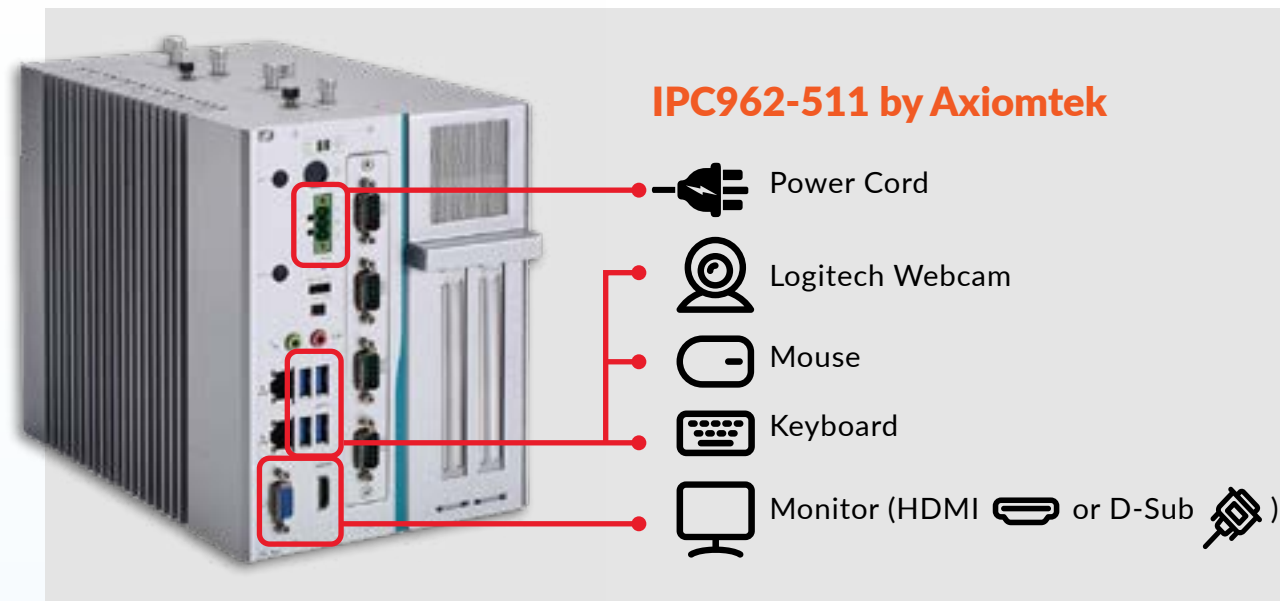 IPC962-511 by Axiomtek
Power Cord
Logitech Webcam
Mouse
Keyboard
Monitor (HDMI or D-Sub )